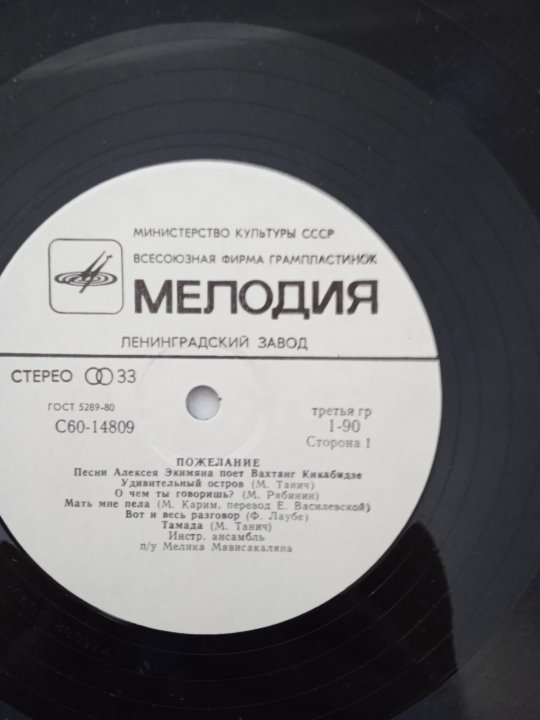 МИНИСТЕРСТВО КУЛЬТУРЫ СССР
ВСЕСОЮЗНАЯ ФИРМА ГРАМПЛАСТИНОК
МЕЛОДИЯ
ЛЕНИНГРАДСКИЙ ЗАВОД
СТЕРЕО 33
ГОСТ 5289-80
С60-14809
третья гр
1-90
Сторона 1
ПОЖЕЛАНИЕ
Песни Алексея Экимяна поет Вахтанг Кикабидзе
Удивительный остров (М. Танич)
О чем ты говоришь? (М. Рябинин)
Мать мне пела (М. Карим, перевод Е. Василевской)
Вот и весь разговор (Ф. Лаубе)
Тамада (М. Танич)
Инстр. ансамбль
п/у Мелика Мависакаляна